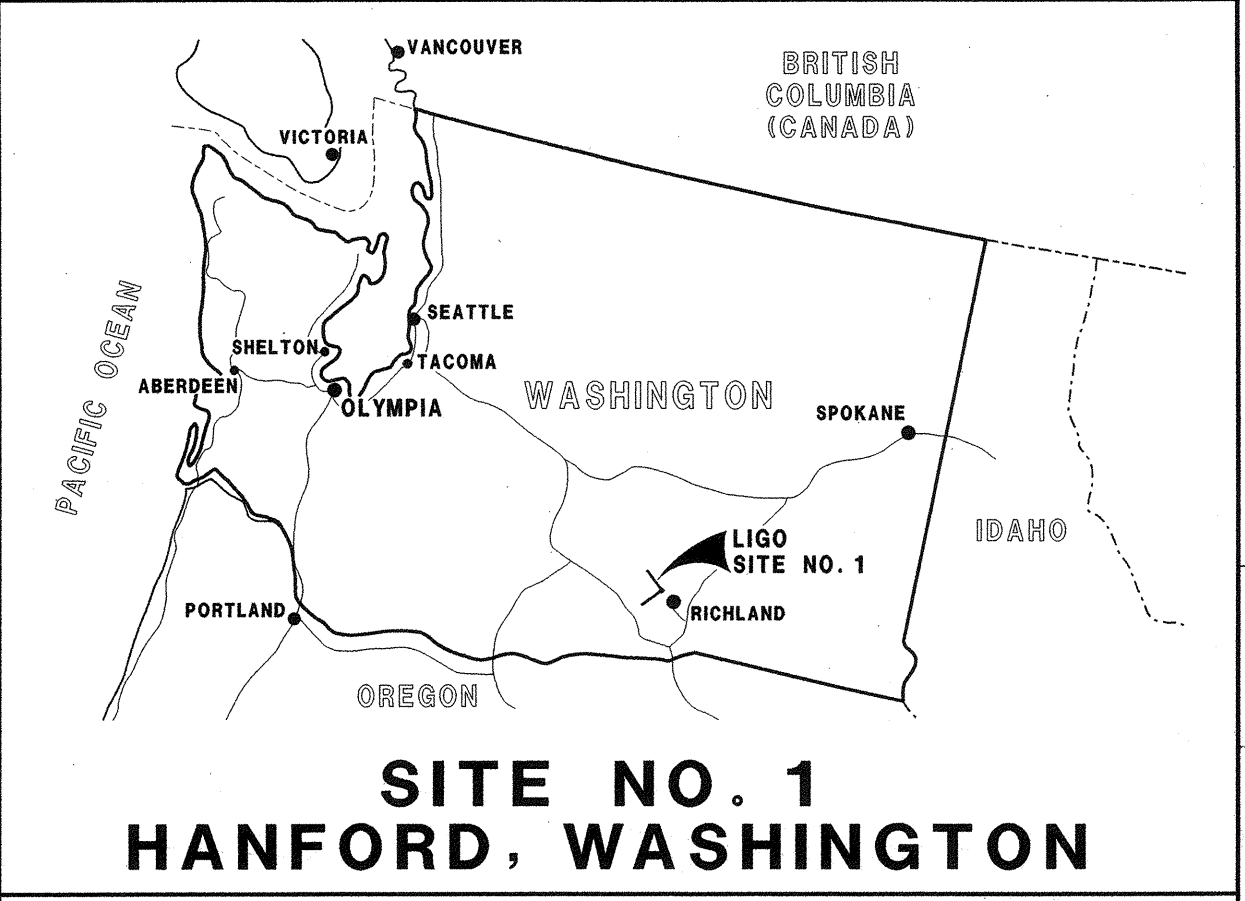 VANCOUVER
BRITISH
COLUMBIA
(CANADA)
VICTORIA
PACIFIC OCEAN
SEATTLE
SHELTON
TACOMA
ABERDEEN
OLYMPIA
WASHINGTON
SPOKANE
IDAHO
LIGO
SITE NO. 1
RICHLAND
PORTLAND
OREGON
SITE NO. 1
HANFORD, WASHINGTON